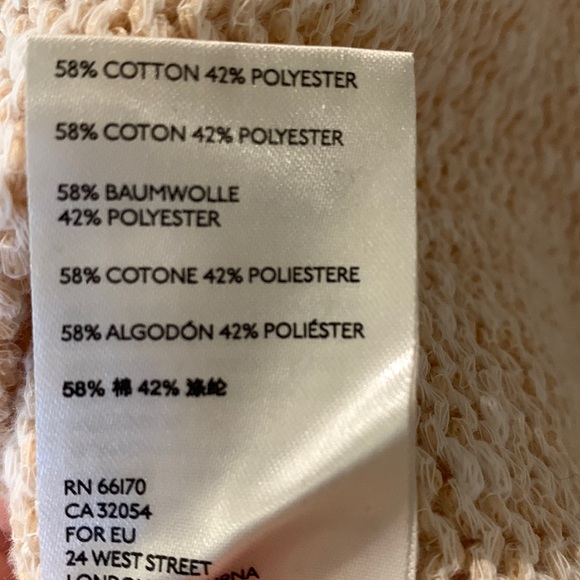 58% COTTON 42% POLYESTER
58% COTON 42% POLYESTER
58% BAUMWOLLE
42% POLYESTER
58% COTONE 42% POLIESTERE
58% ALGODÓN 42% POLIÉSTER
58% 棉 42% 涤纶
RN 66170
CA 32054
FOR EU
24 WEST STREET